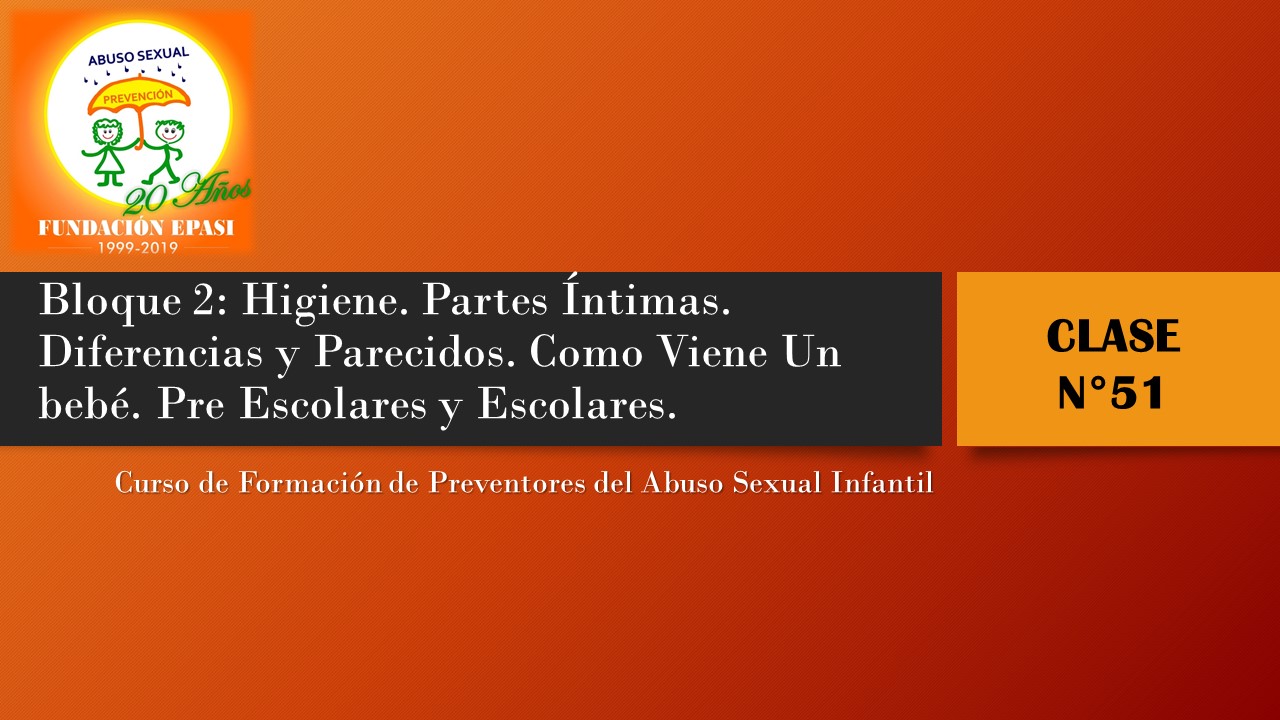 ABUSO SEXUAL
PREVENCIÓN
20 Años
FUNDACIÓN EPASI
1999-2019
Bloque 2: Higiene. Partes Íntimas.
Diferencias y Parecidos. Como Viene Un
bebé. Pre Escolares y Escolares.
CLASE
N°51
Curso de Formación de Preventores del Abuso Sexual Infantil